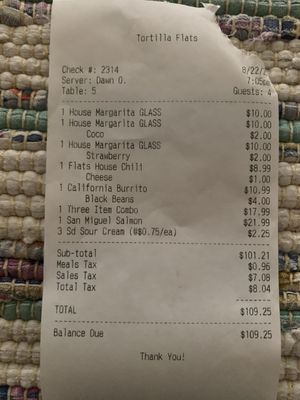 Tortilla Flats
Check #: 2314 8/22/
Server: Dawn O. 7:05
Table: 5 Guests: 4
1 House Margarita GLASS $10.00
1 House Margarita GLASS $10.00
Coco $2.00
1 House Margarita GLASS $10.00
Strawberry $2.00
1 Flats House Chili $8.99
Cheese $1.00
1 California Burrito $10.99
Black Beans $4.00
1 Three Item Combo $17.99
1 San Miguel Salmon $21.99
3 Sd Sour Cream (@$0.75/ea) $2.25
Sub-total $101.21
Meals Tax $0.96
Sales Tax $7.08
Total Tax $8.04
TOTAL $109.25
Balance Due $109.25
Thank You!